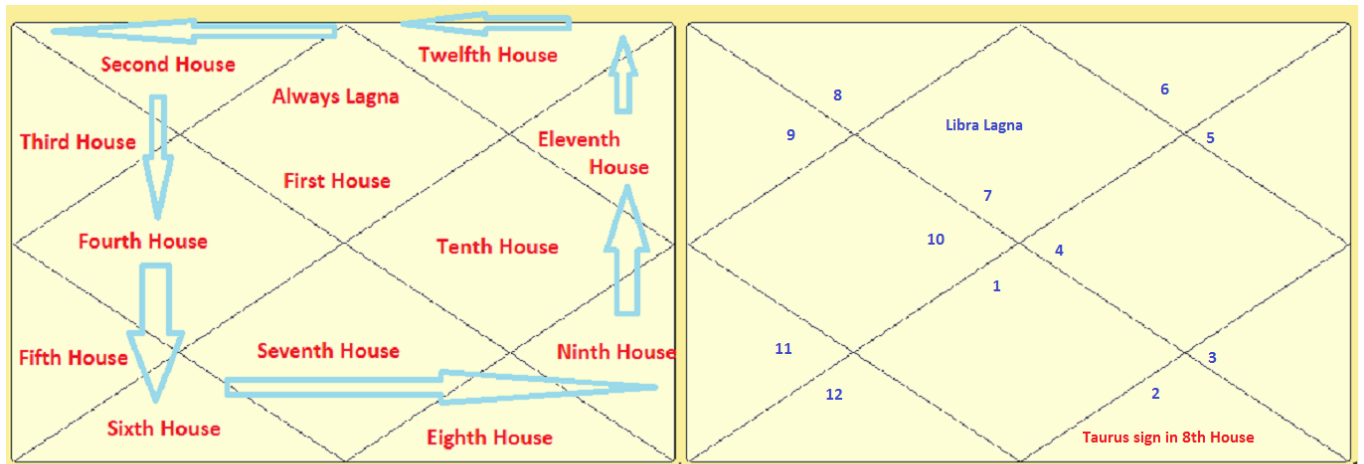 Second House
Twelfth House
Always Lagna
Third House
Eleventh
House
First House
Fourth House
Tenth House
Fifth House
Seventh House
Ninth House
Sixth House
Eighth House
8
6
9
Libra Lagna
5
7
10
4
1
11
3
12
2
Taurus sign in 8th House